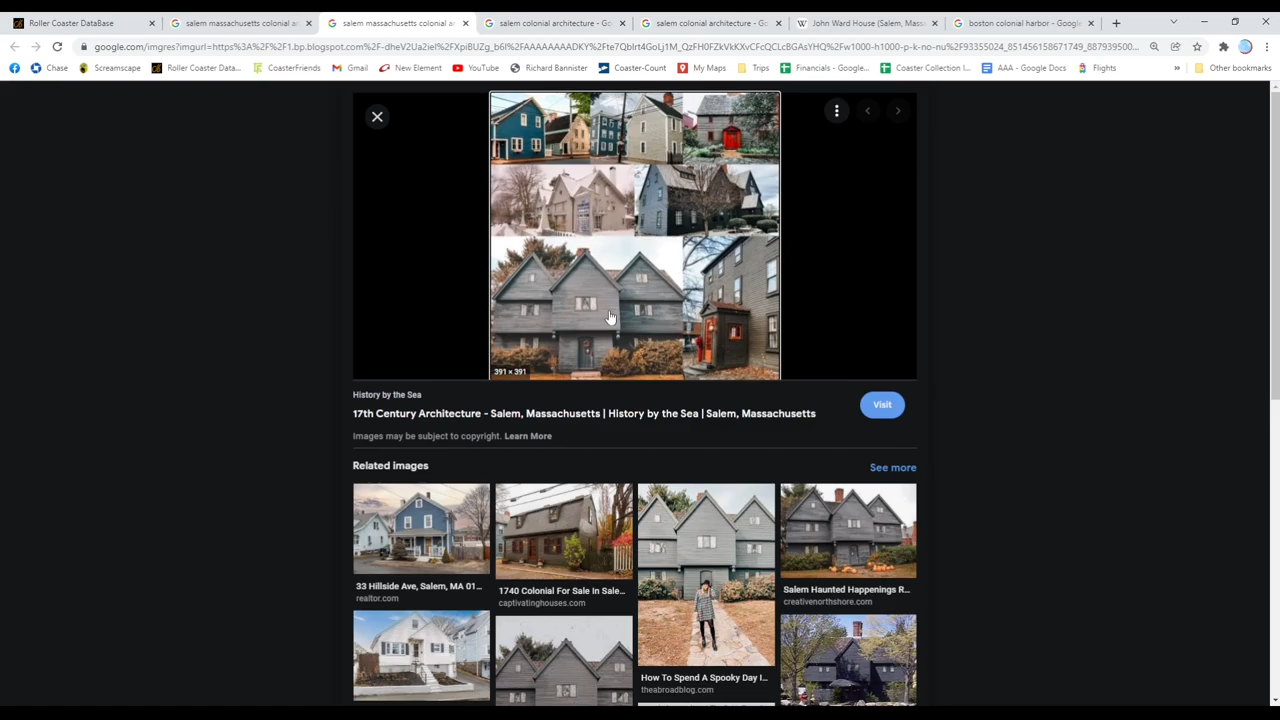 Roller Coaster DataBase
salem massachusetts colonial ar
salem massachusetts colonial ar
salem colonial architecture - Go
salem colonial architecture - Go
John Ward House (Salem, Mass
boston colonial harbor - Google
Chase
Screamscape
Roller Coaster Data...
CoasterFriends
Gmail
New Element
YouTube
Richard Bannister
Coaster-Count
My Maps
Trips
Financials - Google...
Coaster Collection I...
AAA - Google Docs
Flights
»
Other bookmarks
391 × 391
History by the Sea
17th Century Architecture - Salem, Massachusetts | History by the Sea | Salem, Massachusetts
Visit
Images may be subject to copyright. Learn More
Related images
See more
33 Hillside Ave, Salem, MA 01...
realtor.com
1740 Colonial For Sale In Sale...
captivatinghouses.com
How To Spend A Spooky Day I...
theabroadblog.com
Salem Haunted Happenings R...
creativenorthshore.com